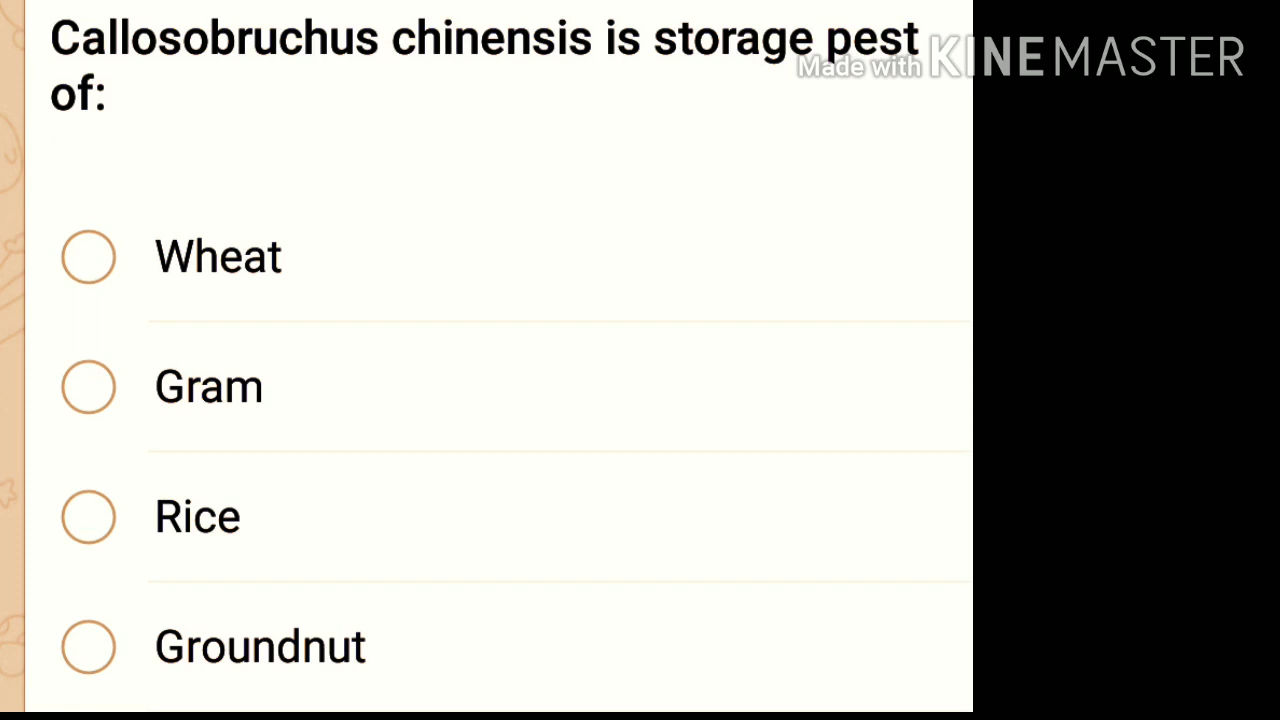 Callosobruchus chinensis is storage pest
of:
Made with KINEMASTER
Wheat
Gram
Rice
Groundnut